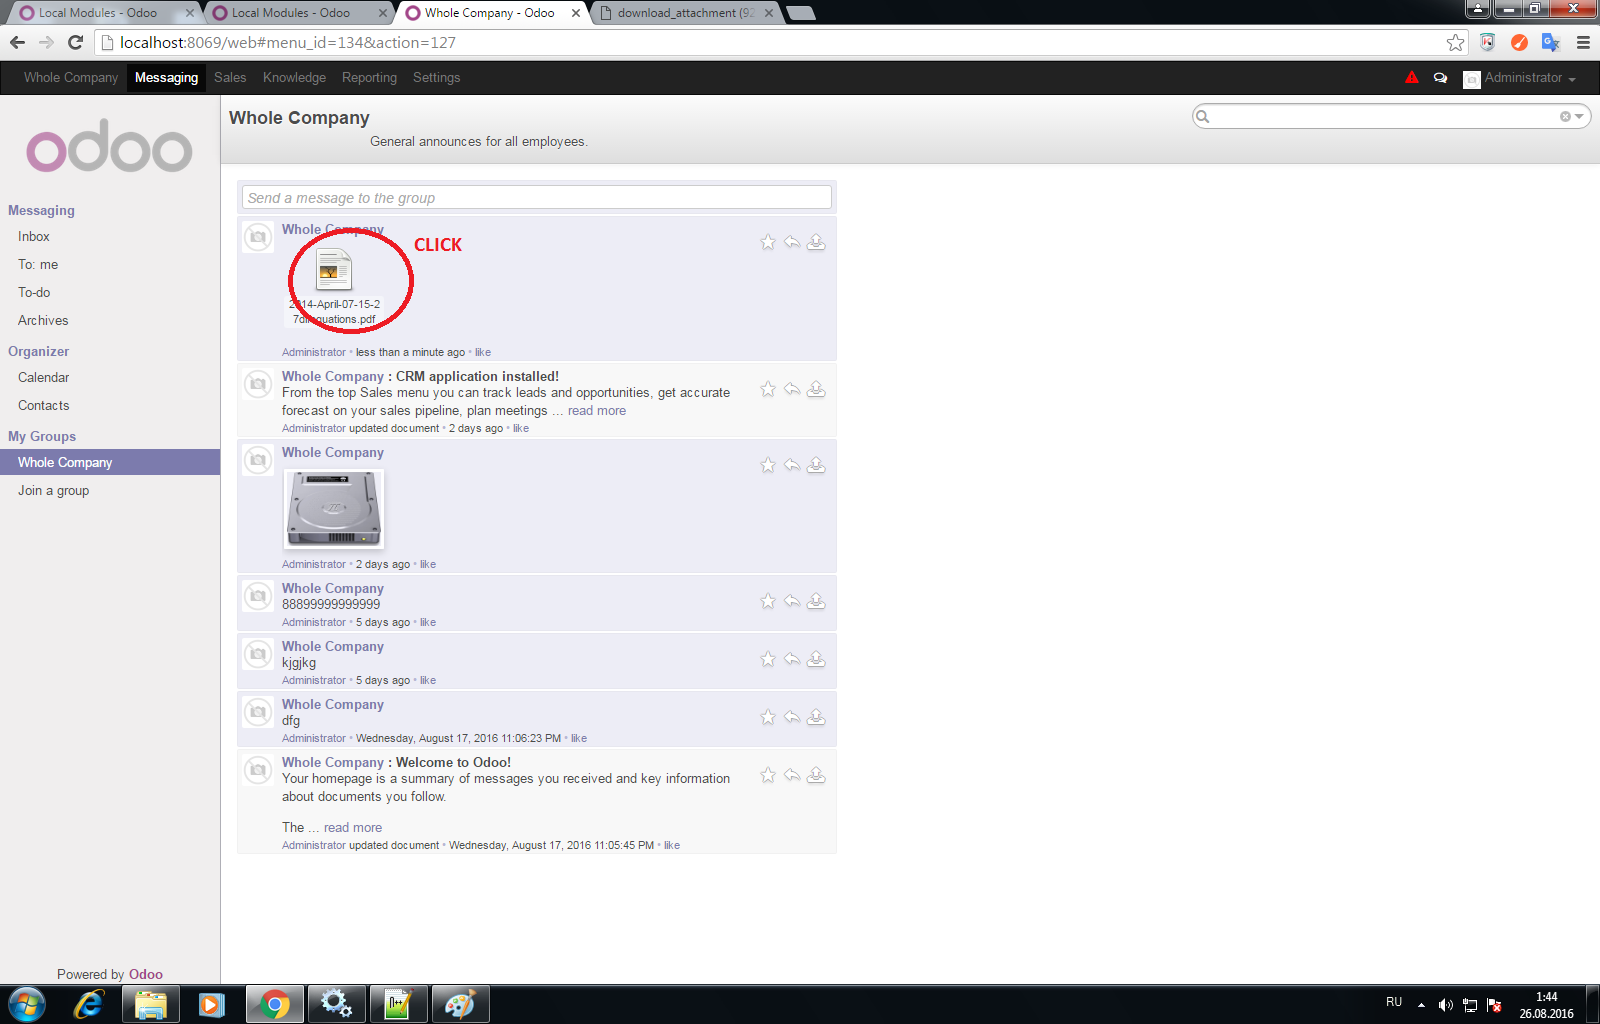 Local Modules - Odoo
Local Modules - Odoo
Whole Company - Odoo
download_attachment (92
localhost:8069/web#menu_id=134&action=127
Whole Company Messaging Sales Knowledge Reporting Settings
Administrator
odoo
Whole Company
General announces for all employees.
Messaging
Inbox
To: me
To-do
Archives
Organizer
Calendar
Contacts
My Groups
Whole Company
Join a group
Powered by Odoo
Send a message to the group
Whole Company
CLICK
2014-April-07-15-2
Administrator • less than a minute ago • like
Whole Company : CRM application installed!
From the top Sales menu you can track leads and opportunities, get accurate
forecast on your sales pipeline, plan meetings ... read more
Administrator updated document • 2 days ago • like
Whole Company
Administrator • 2 days ago • like
Whole Company
88899999999999
Administrator • 5 days ago • like
Whole Company
kjgjkg
Administrator • 5 days ago • like
Whole Company
dfg
Administrator • Wednesday, August 17, 2016 11:06:23 PM • like
Whole Company : Welcome to Odoo!
Your homepage is a summary of messages you received and key information
about documents you follow.
The ... read more
Administrator updated document • Wednesday, August 17, 2016 11:05:45 PM • like
RU
1:44
26.08.2016